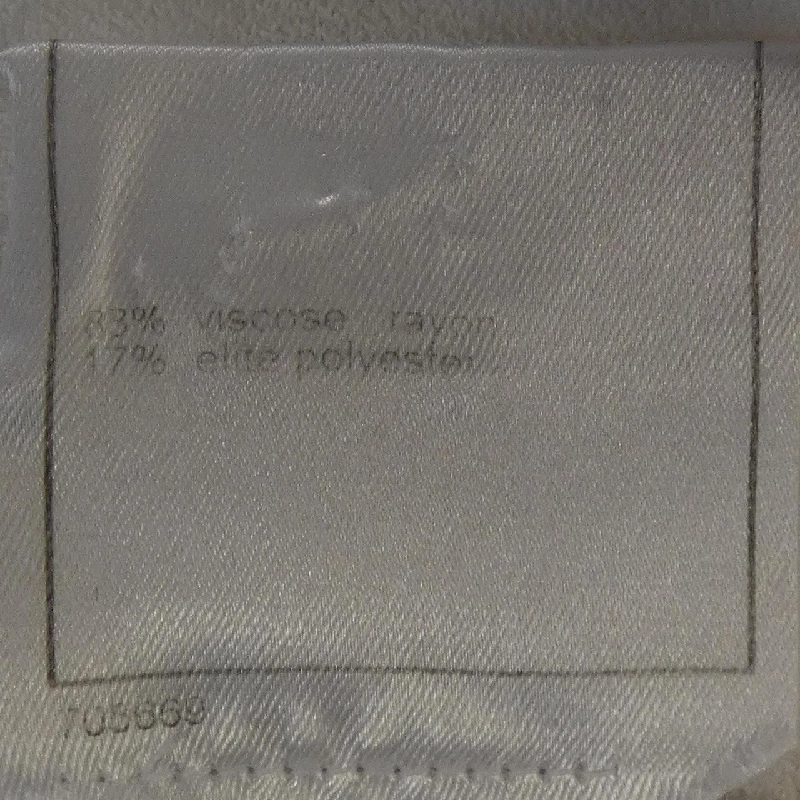 83% viscose rayon
17% elite polyester
705669